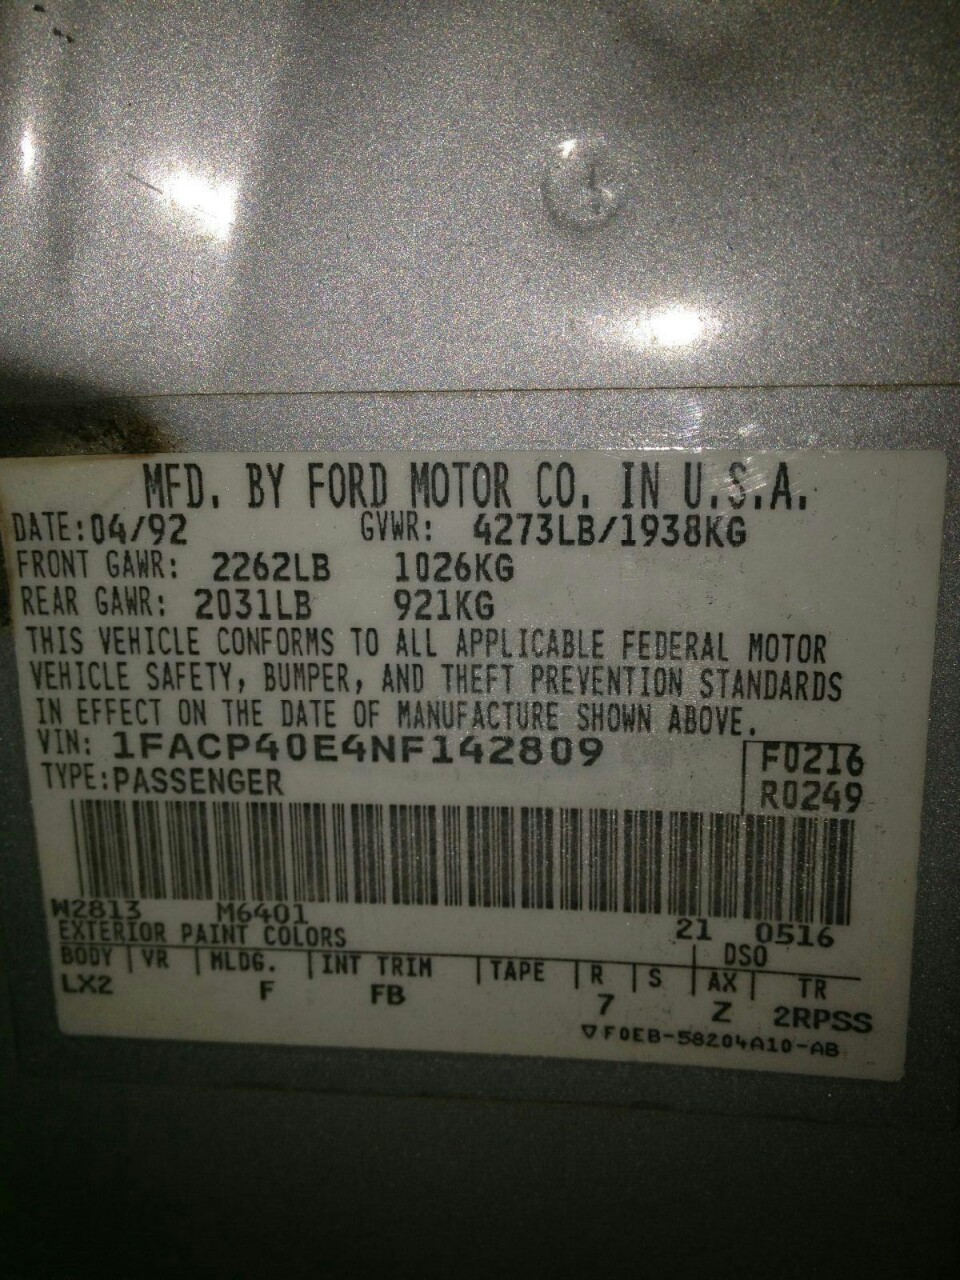 MFD. BY FORD MOTOR CO. IN U.S.A.
DATE: 04/92 GVWR: 4273LB/1938KG
FRONT GAWR: 2262LB 1026KG
REAR GAWR: 2031LB 921KG
THIS VEHICLE CONFORMS TO ALL APPLICABLE FEDERAL MOTOR
VEHICLE SAFETY, BUMPER, AND THEFT PREVENTION STANDARDS
IN EFFECT ON THE DATE OF MANUFACTURE SHOWN ABOVE.
VIN: 1FACP40E4NF142809 F0216
TYPE: PASSENGER R0249
W2813 M6401 21 0516
EXTERIOR PAINT COLORS DSO
BODY VR MLDG. INT TRIM TAPE R S AX TR
LX2 F FB 7 Z 2RPSS
▽F0EB-58204A10-AB